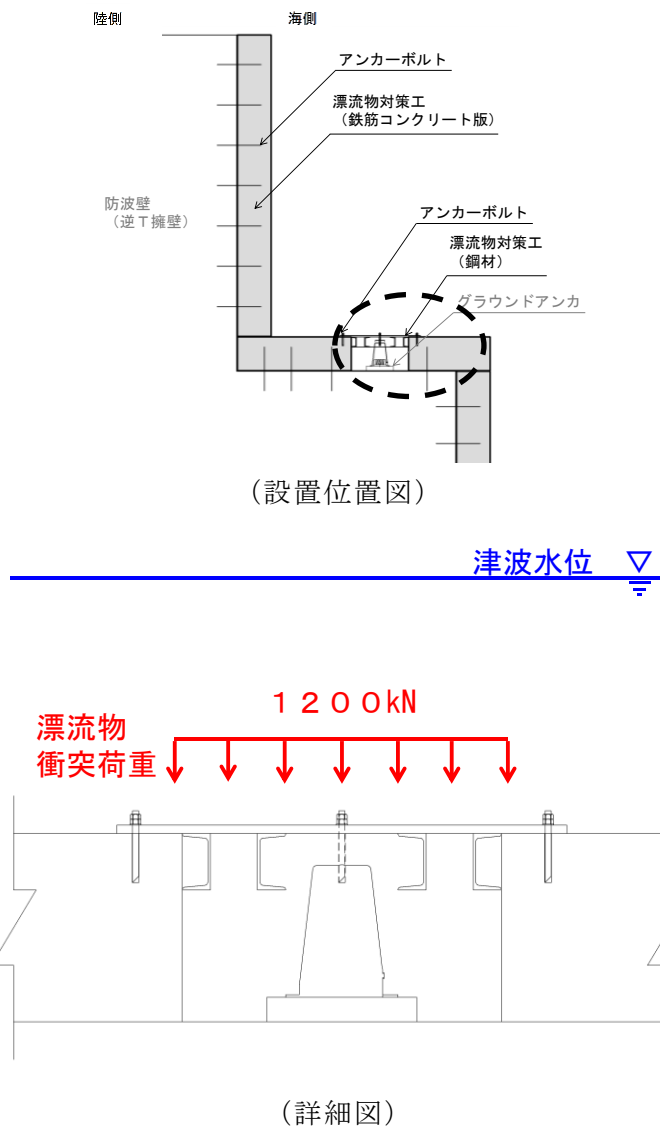 陸側
海側
アンカーボルト
漂流物対策工
（鉄筋コンクリート版）
防波壁
（逆Ｔ擁壁）
アンカーボルト
漂流物対策工
（鋼材）
グラウンドアンカ
（設置位置図）
津波水位
１２００kN
漂流物
衝突荷重
（詳細図）